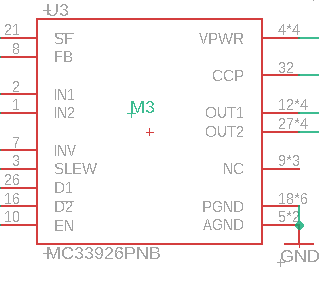 U3
21 SF VPWR 4*4
8 FB
CCP 32
2 IN1
M3
1 IN2 OUT1 12*4
OUT2 27*4
7 INV
3 SLEW NC 9*3
26 D1
16 D2 PGND 18*6
10 EN AGND 5*2
MC33926PNB GND